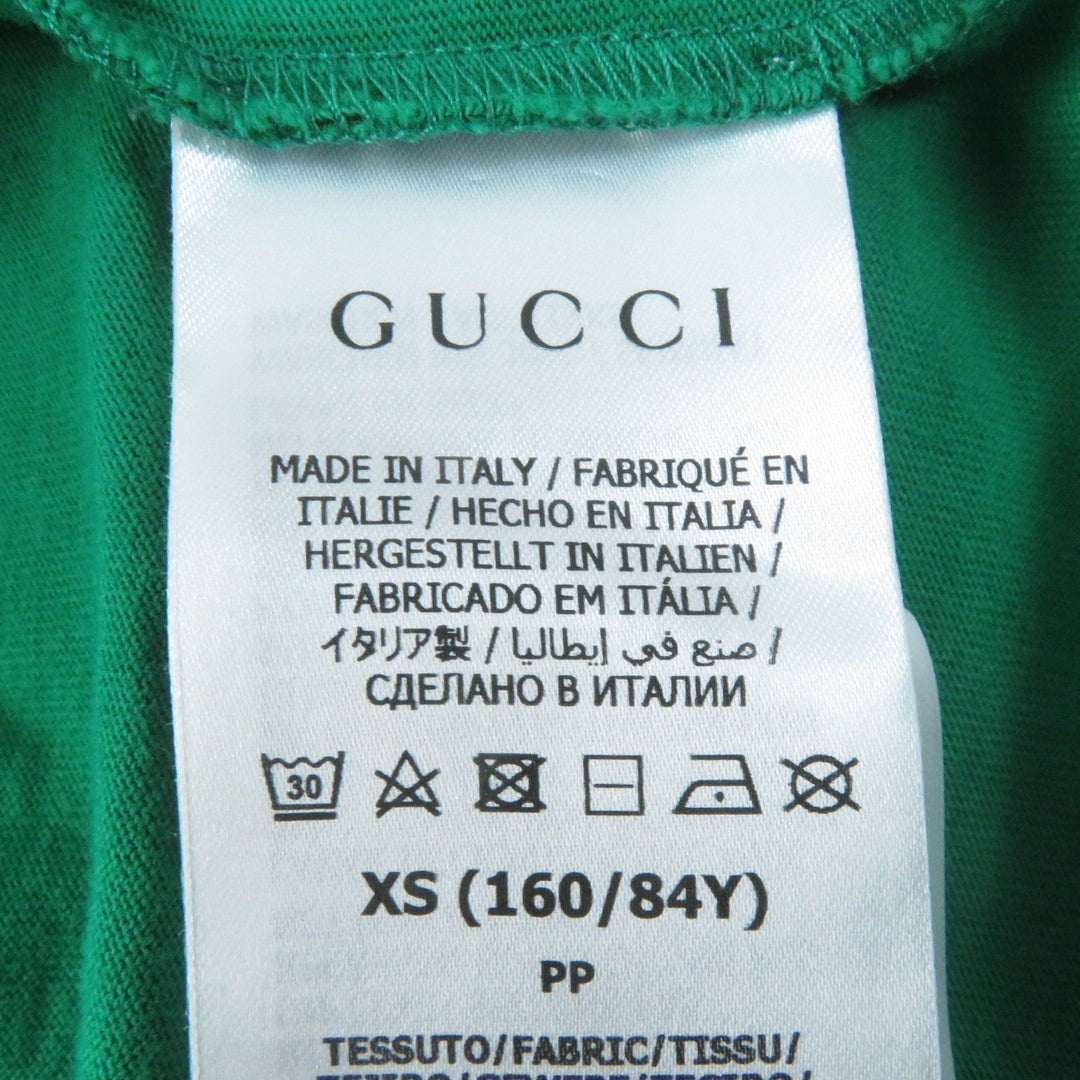 GUCCI
MADE IN ITALY / FABRIQUÉ EN
ITALIE / HECHO EN ITALIA /
HERGESTELLT IN ITALIEN /
FABRICADO EM ITÁLIA /
イタリア製 / صنع في إيطاليا /
СДЕЛАНО В ИТАЛИИ
30
XS (160/84Y)
PP
TESSUTO/FABRIC/TISSU/